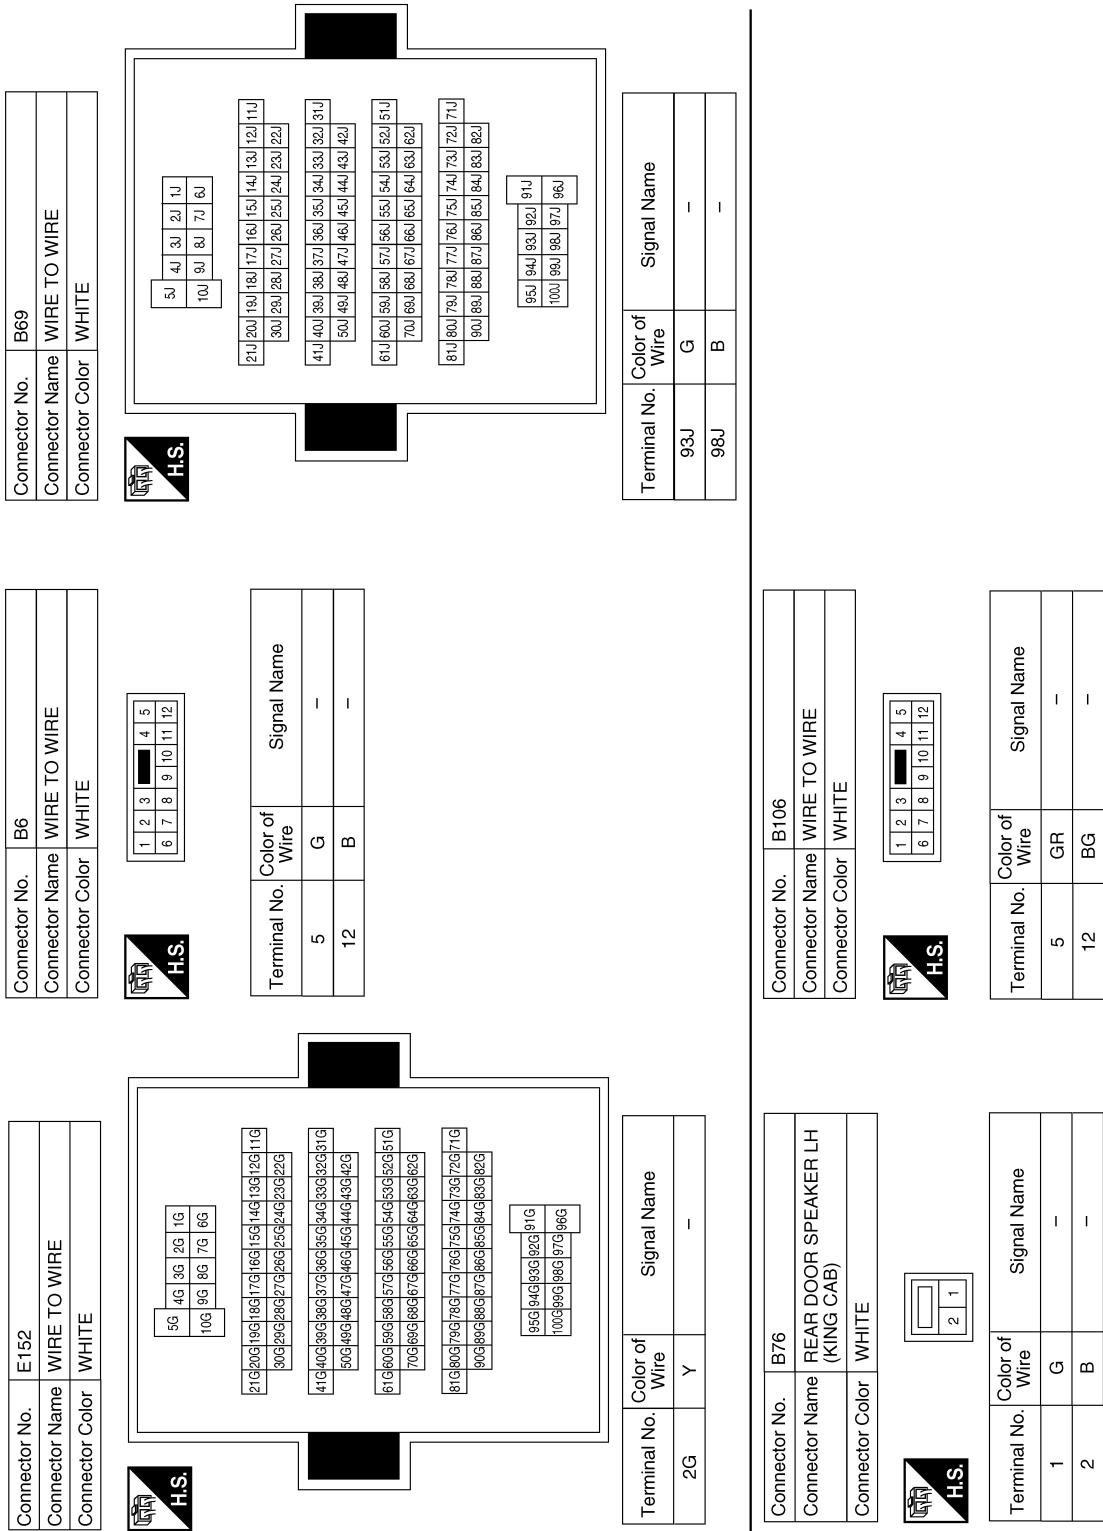 Connector No. E152
Connector Name WIRE TO WIRE
Connector Color WHITE
H.S.
5G 4G 3G 2G 1G
10G 9G 8G 7G 6G
21G 20G 19G 18G 17G 16G 15G 14G 13G 12G 11G
30G 29G 28G 27G 26G 25G 24G 23G 22G
41G 40G 39G 38G 37G 36G 35G 34G 33G 32G 31G
50G 49G 48G 47G 46G 45G 44G 43G 42G
61G 60G 59G 58G 57G 56G 55G 54G 53G 52G 51G
70G 69G 68G 67G 66G 65G 64G 63G 62G
81G 80G 79G 78G 77G 76G 75G 74G 73G 72G 71G
90G 89G 88G 87G 86G 85G 84G 83G 82G
95G 94G 93G 92G 91G
100G 99G 98G 97G 96G
Terminal No. Color of Wire Signal Name
2G Y –
Connector No. B6
Connector Name WIRE TO WIRE
Connector Color WHITE
H.S.
1 2 3 4 5
6 7 8 9 10 11 12
Terminal No. Color of Wire Signal Name
5 G –
12 B –
Connector No. B69
Connector Name WIRE TO WIRE
Connector Color WHITE
H.S.
5J 4J 3J 2J 1J
10J 9J 8J 7J 6J
21J 20J 19J 18J 17J 16J 15J 14J 13J 12J 11J
30J 29J 28J 27J 26J 25J 24J 23J 22J
41J 40J 39J 38J 37J 36J 35J 34J 33J 32J 31J
50J 49J 48J 47J 46J 45J 44J 43J 42J
61J 60J 59J 58J 57J 56J 55J 54J 53J 52J 51J
70J 69J 68J 67J 66J 65J 64J 63J 62J
81J 80J 79J 78J 77J 76J 75J 74J 73J 72J 71J
90J 89J 88J 87J 86J 85J 84J 83J 82J
95J 94J 93J 92J 91J
100J 99J 98J 97J 96J
Terminal No. Color of Wire Signal Name
93J G –
98J B –
Connector No. B76
Connector Name REAR DOOR SPEAKER LH
(KING CAB)
Connector Color WHITE
H.S.
2 1
Terminal No. Color of Wire Signal Name
1 G –
2 B –
Connector No. B106
Connector Name WIRE TO WIRE
Connector Color WHITE
H.S.
1 2 3 4 5
6 7 8 9 10 11 12
Terminal No. Color of Wire Signal Name
5 GR –
12 BG –